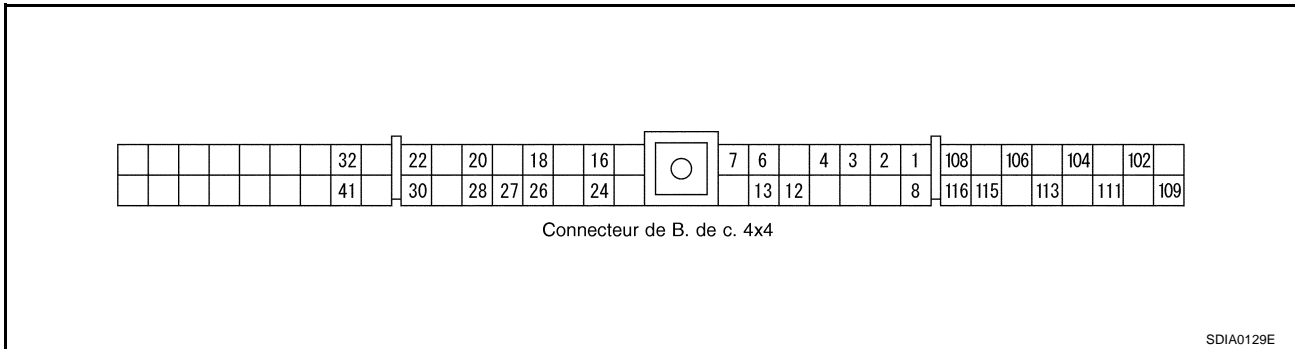 32 22 20 18 16 7 6 4 3 2 1 108 106 104 102
41 30 28 27 26 24 13 12 8 116 115 113 111 109
Connecteur de B. de c. 4x4
SDIA0129E